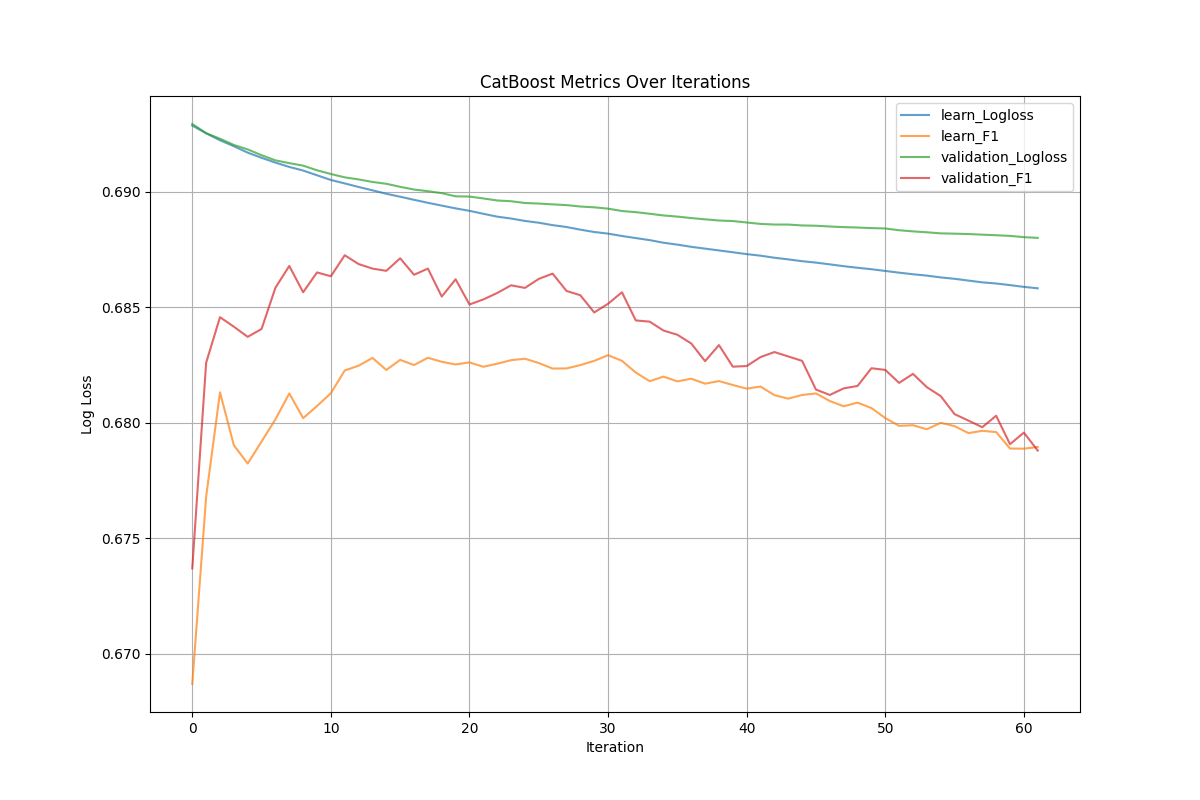 CatBoost Metrics Over Iterations
learn_Logloss
learn_F1
validation_Logloss
validation_F1
Log Loss
0.690
0.685
0.680
0.675
0.670
0 10 20 30 40 50 60
Iteration